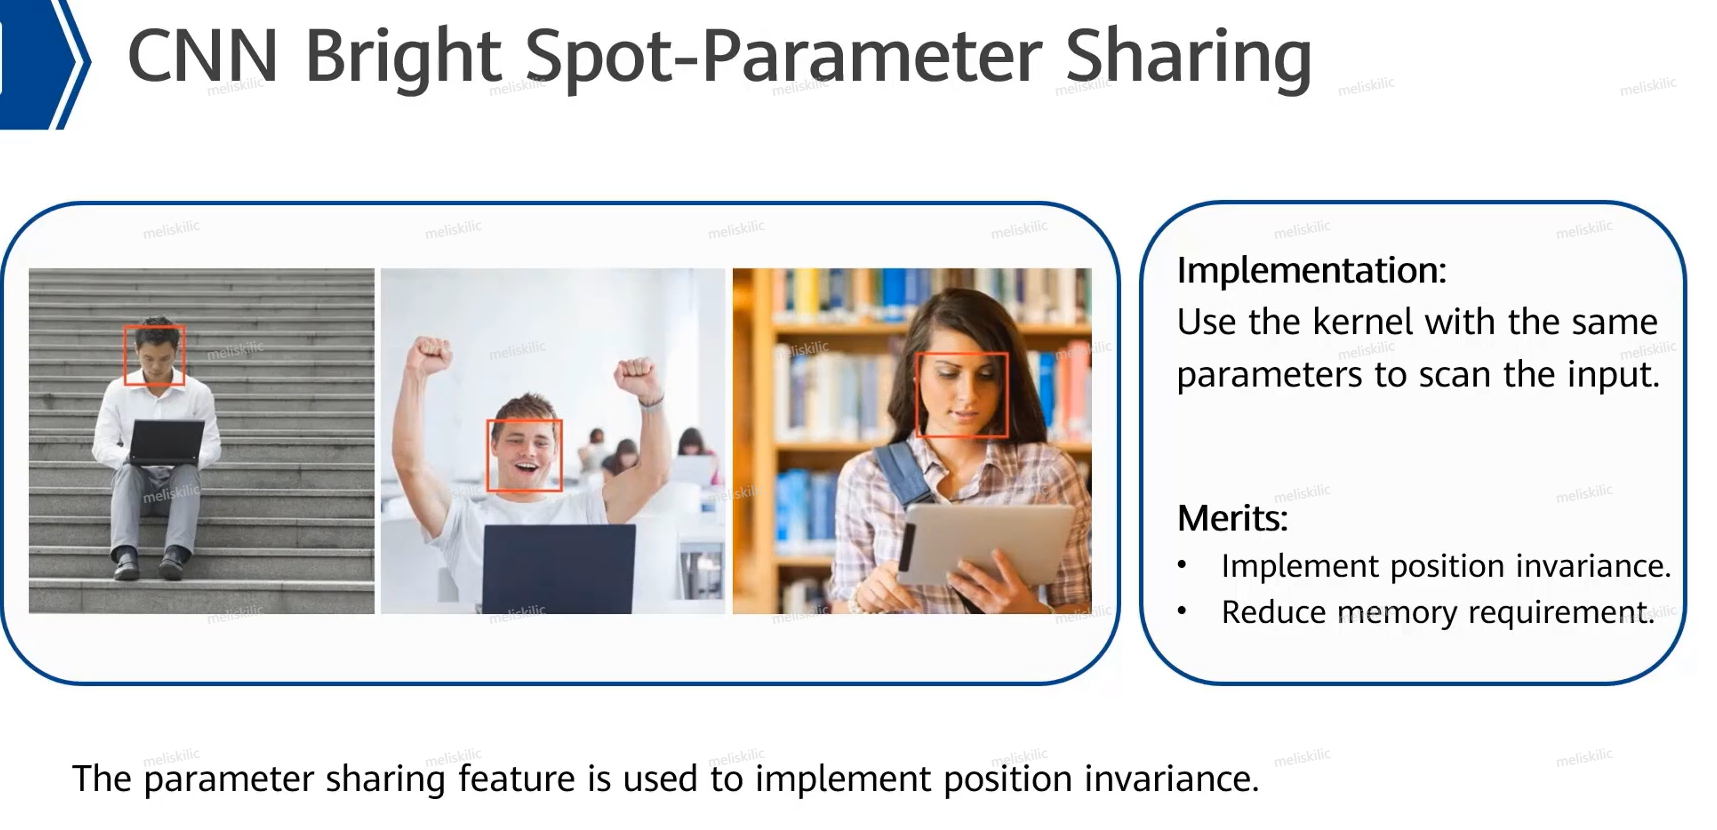 CNN Bright Spot-Parameter Sharing
Implementation:
Use the kernel with the same
parameters to scan the input.
Merits:
• Implement position invariance.
• Reduce memory requirement.
The parameter sharing feature is used to implement position invariance.
meliskilic